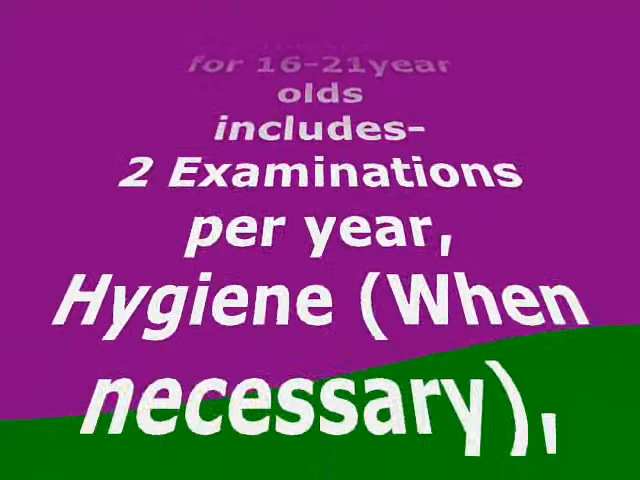 for 16-21year
olds
includes-
2 Examinations
per year,
Hygiene (When
necessary),